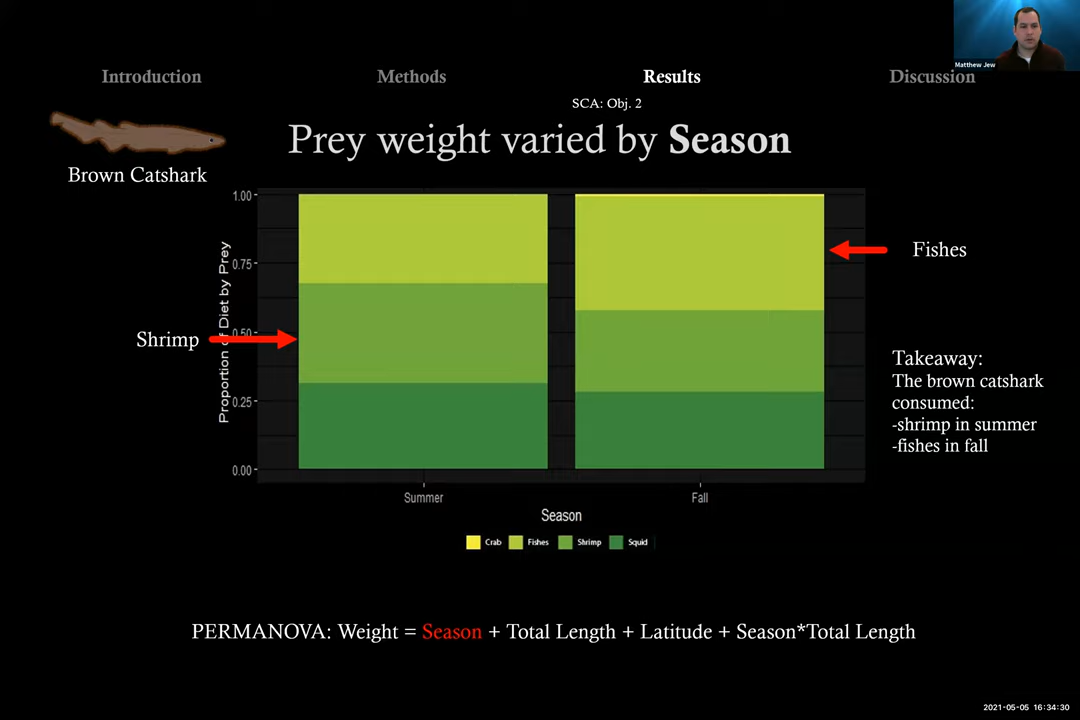 Matthew Jew
Introduction
Methods
Results
Discussion
SCA: Obj. 2
Prey weight varied by Season
Brown Catshark
1.00
0.75
0.50
0.25
0.00
Proportion of Diet by Prey
Fishes
Shrimp
Takeaway:
The brown catshark
consumed:
-shrimp in summer
-fishes in fall
Summer
Fall
Season
Crab
Fishes
Shrimp
Squid
PERMANOVA: Weight = Season + Total Length + Latitude + Season*Total Length
2021-05-05 16:34:30